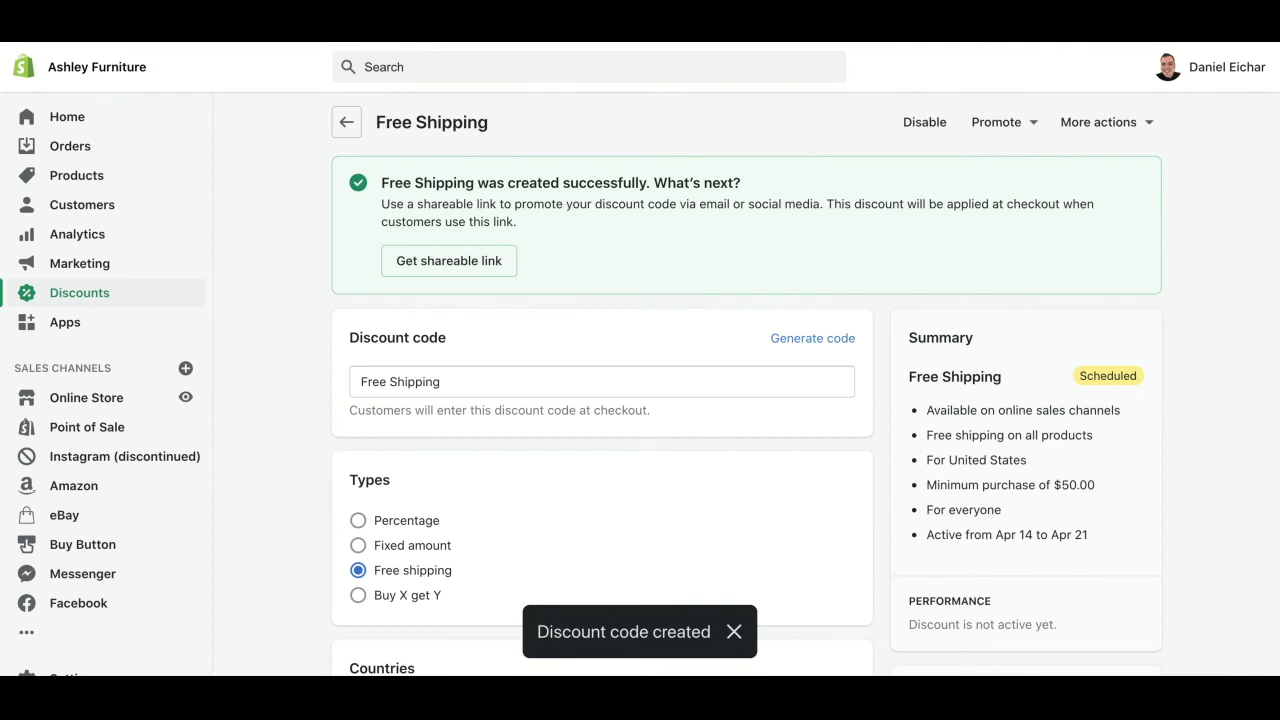 Ashley Furniture
Search
Daniel Eichar
Home
Orders
Products
Customers
Analytics
Marketing
Discounts
Apps
SALES CHANNELS
Online Store
Point of Sale
Instagram (discontinued)
Amazon
eBay
Buy Button
Messenger
Facebook
Free Shipping
Disable
Promote
More actions
Free Shipping was created successfully. What's next?
Use a shareable link to promote your discount code via email or social media. This discount will be applied at checkout when
customers use this link.
Get shareable link
Discount code
Generate code
Free Shipping
Customers will enter this discount code at checkout.
Types
Percentage
Fixed amount
Free shipping
Buy X get Y
Countries
Discount code created
Summary
Free Shipping
Scheduled
Available on online sales channels
Free shipping on all products
For United States
Minimum purchase of $50.00
For everyone
Active from Apr 14 to Apr 21
PERFORMANCE
Discount is not active yet.